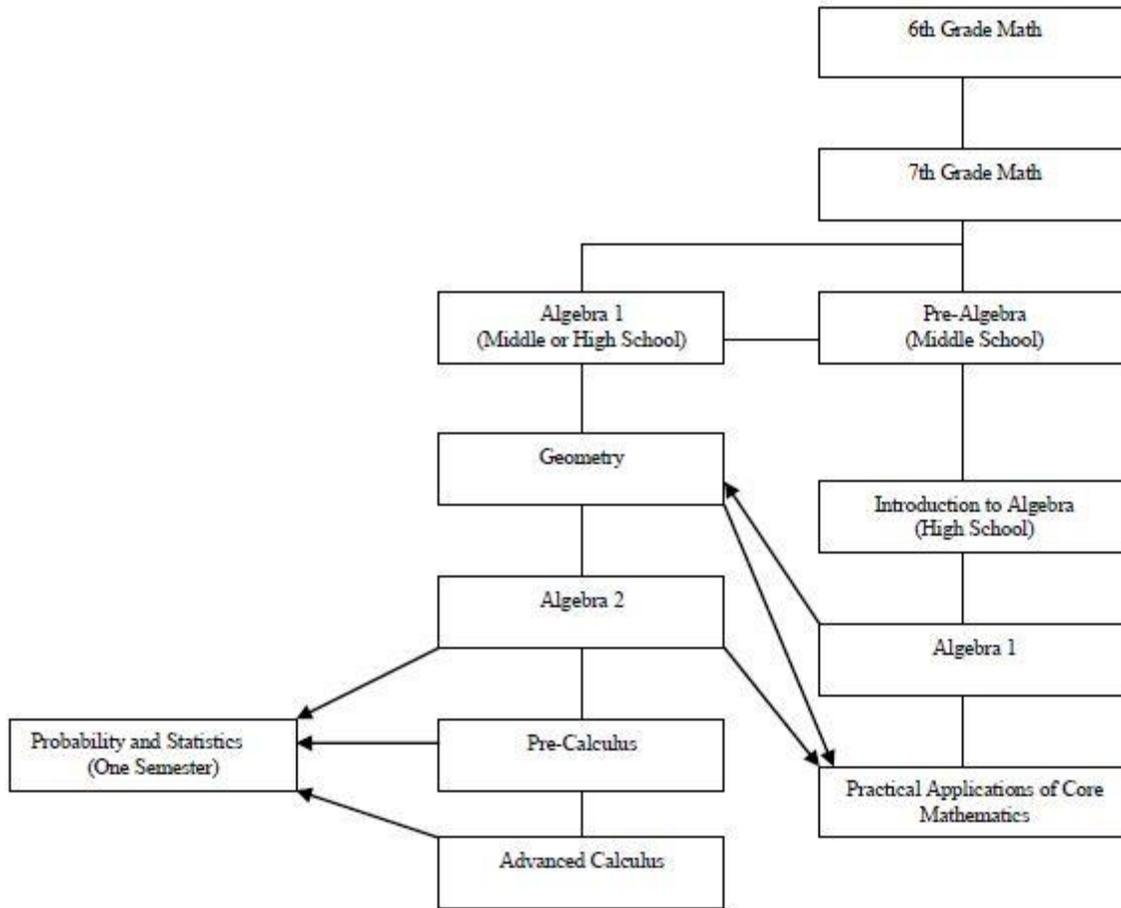 6th Grade Math
7th Grade Math
Algebra 1
(Middle or High School)
Pre-Algebra
(Middle School)
Geometry
Introduction to Algebra
(High School)
Algebra 2
Algebra 1
Probability and Statistics
(One Semester)
Pre-Calculus
Practical Applications of Core
Mathematics
Advanced Calculus